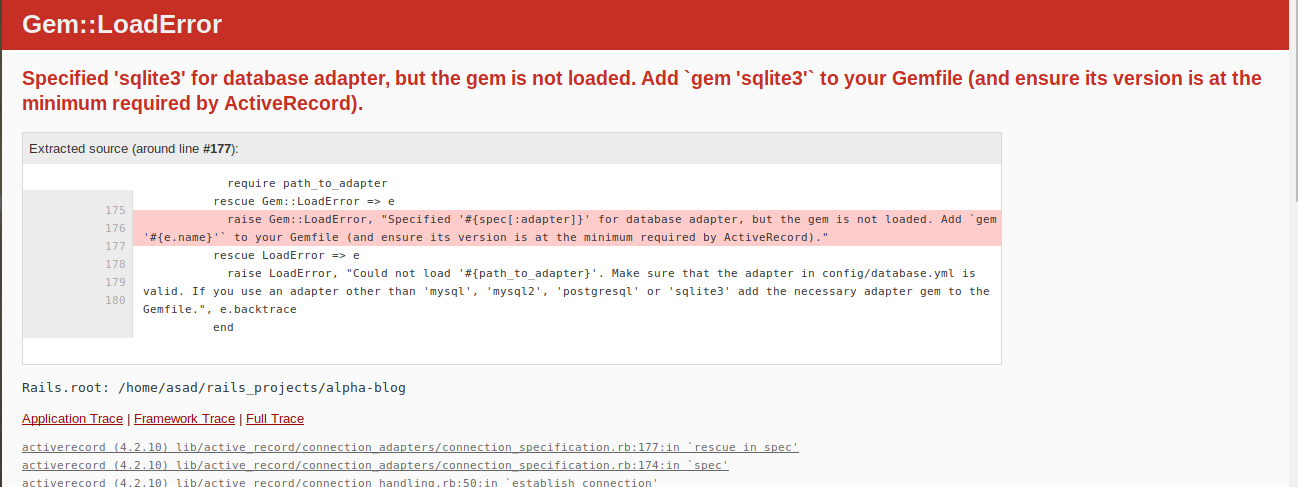 Gem::LoadError
Specified 'sqlite3' for database adapter, but the gem is not loaded. Add `gem 'sqlite3'` to your Gemfile (and ensure its version is at the
minimum required by ActiveRecord).
Extracted source (around line #177):
require path_to_adapter
rescue Gem::LoadError => e
175 raise Gem::LoadError, "Specified '#{spec[:adapter]}' for database adapter, but the gem is not loaded. Add `gem
176 '#{e.name}'` to your Gemfile (and ensure its version is at the minimum required by ActiveRecord)."
177 rescue LoadError => e
178 raise LoadError, "Could not load '#{path_to_adapter}'. Make sure that the adapter in config/database.yml is
179 valid. If you use an adapter other than 'mysql', 'mysql2', 'postgresql' or 'sqlite3' add the necessary adapter gem to the
180 Gemfile.", e.backtrace
end
Rails.root: /home/asad/rails_projects/alpha-blog
Application Trace | Framework Trace | Full Trace
activerecord (4.2.10) lib/active_record/connection_adapters/connection_specification.rb:177:in `rescue in spec'
activerecord (4.2.10) lib/active_record/connection_adapters/connection_specification.rb:174:in `spec'
activerecord (4.2.10) lib/active_record/connection_handling.rb:50:in `establish_connection'